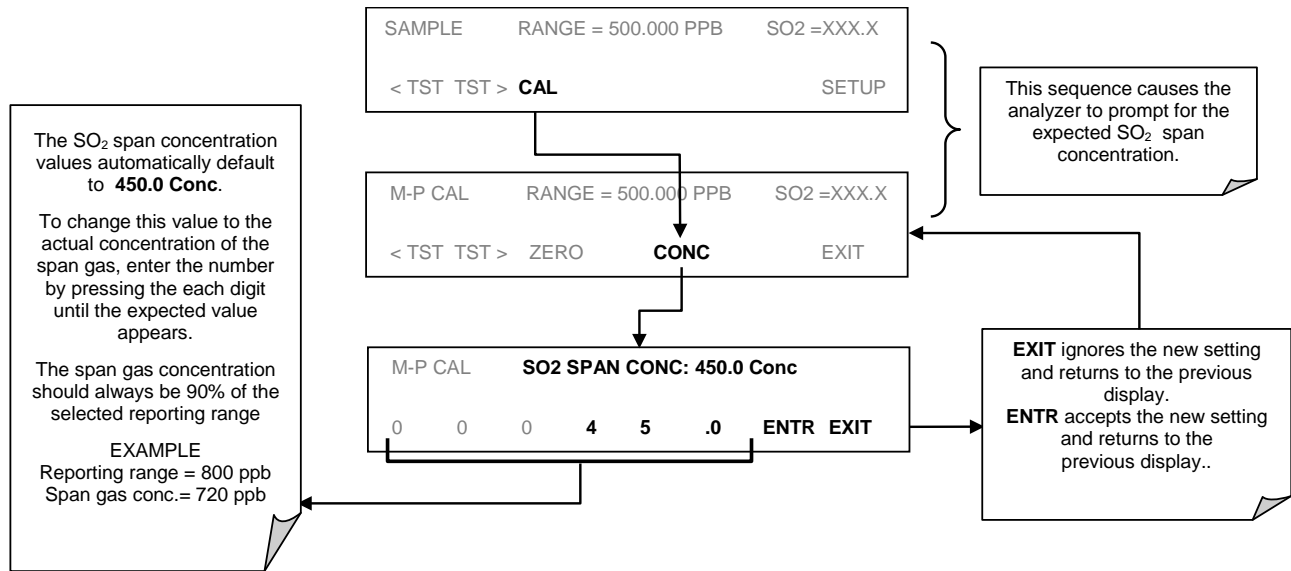 SAMPLE RANGE = 500.000 PPB SO2 =XXX.X
< TST TST > CAL SETUP
This sequence causes the
analyzer to prompt for the
expected SO₂ span
concentration.
The SO₂ span concentration
values automatically default
to 450.0 Conc.
To change this value to the
actual concentration of the
span gas, enter the number
by pressing the each digit
until the expected value
appears.
The span gas concentration
should always be 90% of the
selected reporting range
EXAMPLE
Reporting range = 800 ppb
Span gas conc.= 720 ppb
M-P CAL RANGE = 500.000 PPB SO2 =XXX.X
< TST TST > ZERO CONC EXIT
M-P CAL SO2 SPAN CONC: 450.0 Conc
0 0 0 4 5 .0 ENTR EXIT
EXIT ignores the new setting
and returns to the previous
display.
ENTR accepts the new setting
and returns to the
previous display..